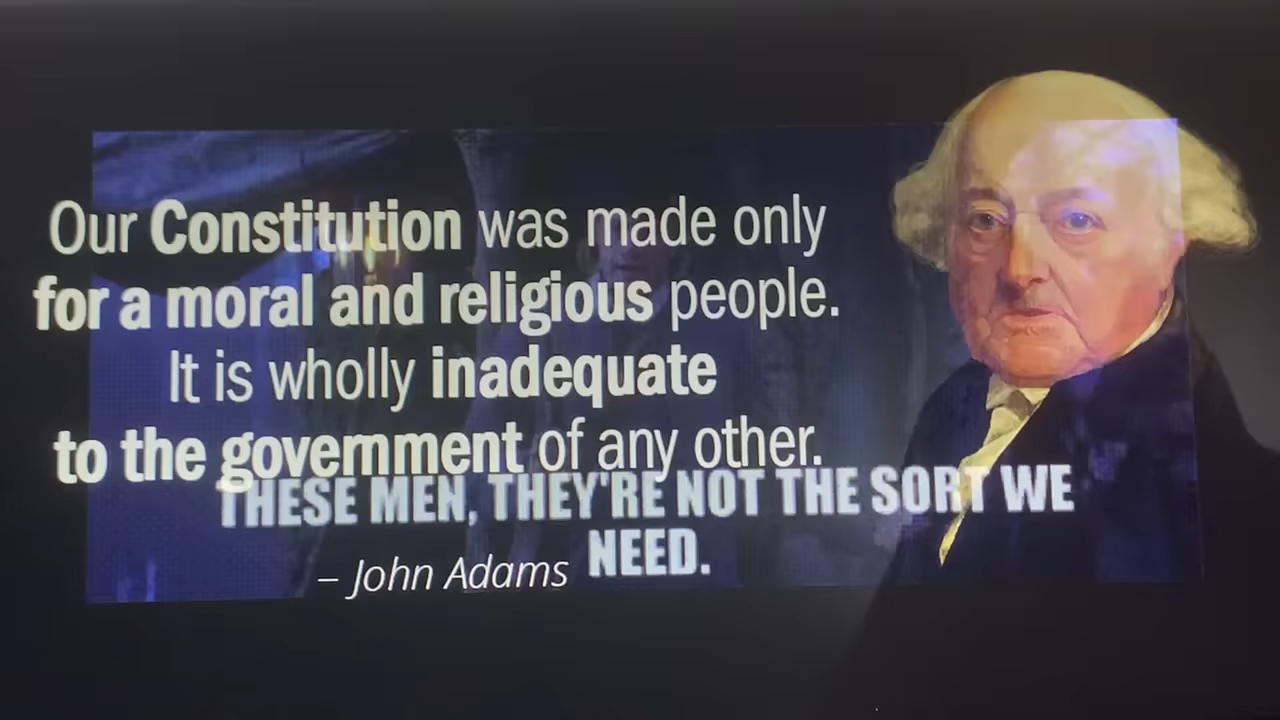 Our Constitution was made only
for a moral and religious people.
It is wholly inadequate
to the government of any other.
THESE MEN, THEY'RE NOT THE SORT WE
NEED.
– John Adams